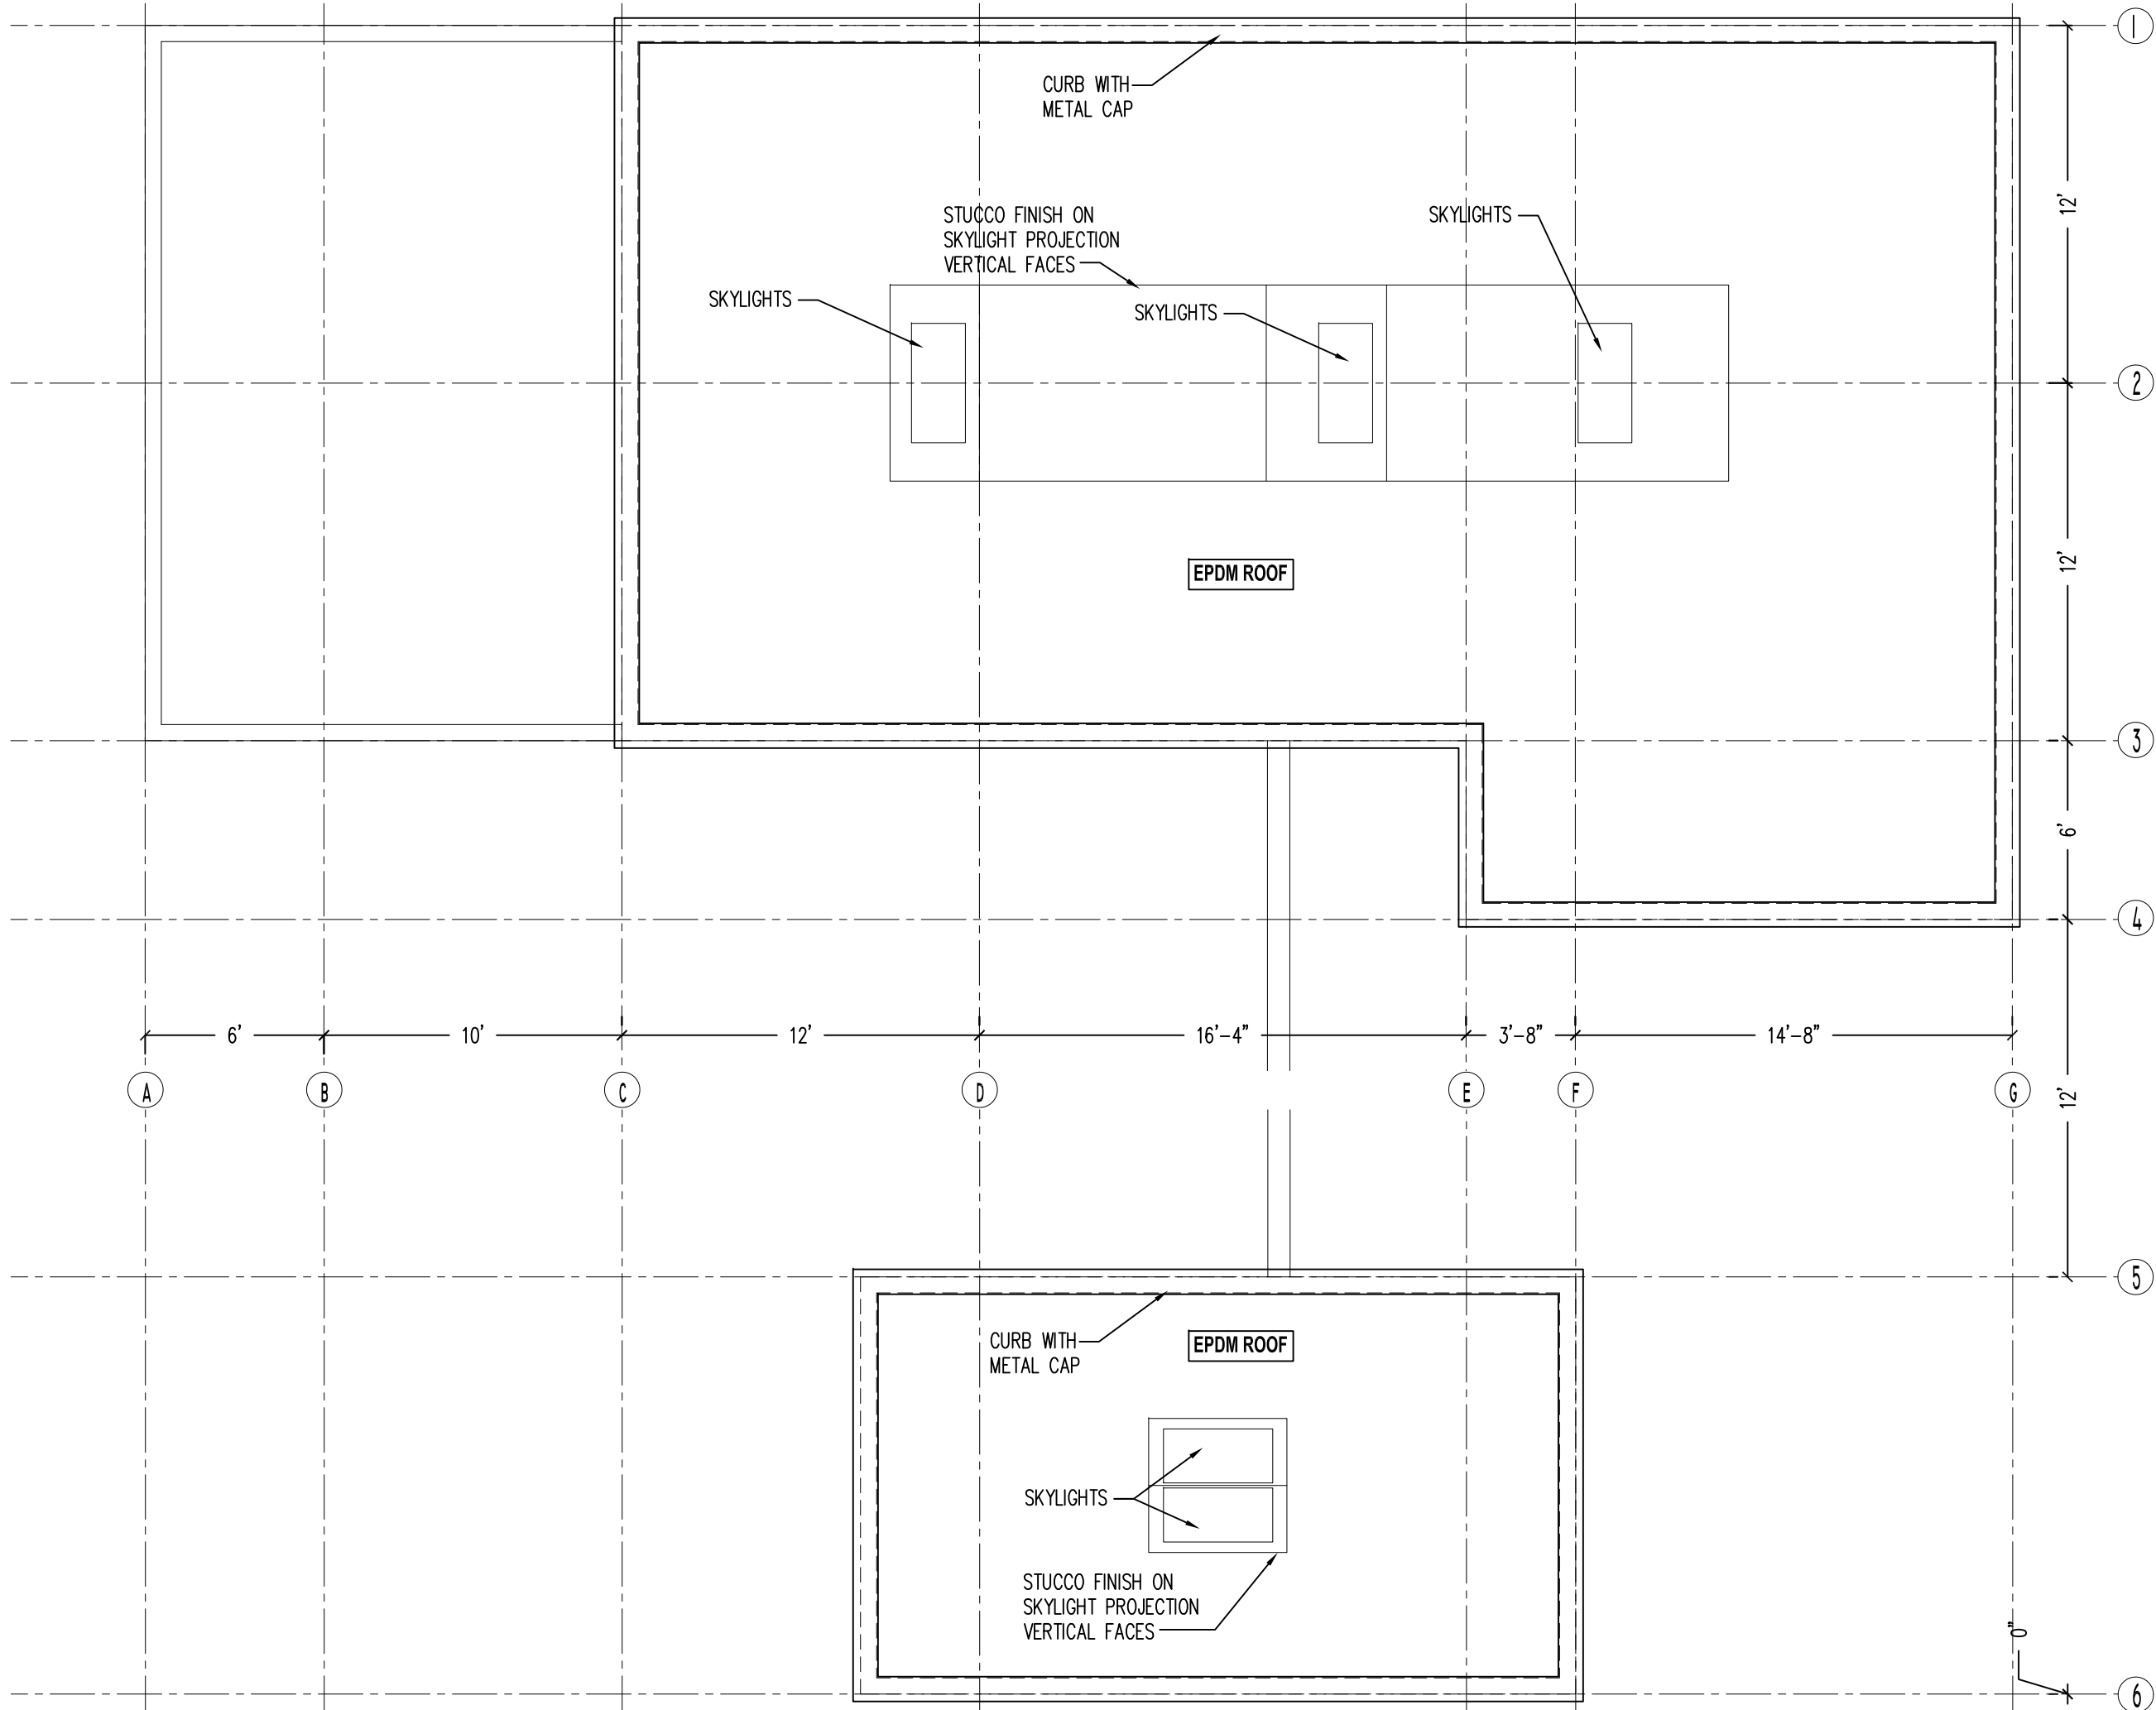 1
CURB WITH
METAL CAP
12'
STUCCO FINISH ON
SKYLIGHT PROJECTION
VERTICAL FACES
SKYLIGHTS
SKYLIGHTS
SKYLIGHTS
2
EPDM ROOF
12'
3
6'
4
6'
10'
12'
16'-4"
3'-8"
14'-8"
A
B
C
D
E
F
G
12'
5
CURB WITH
METAL CAP
EPDM ROOF
SKYLIGHTS
STUCCO FINISH ON
SKYLIGHT PROJECTION
VERTICAL FACES
0"
6